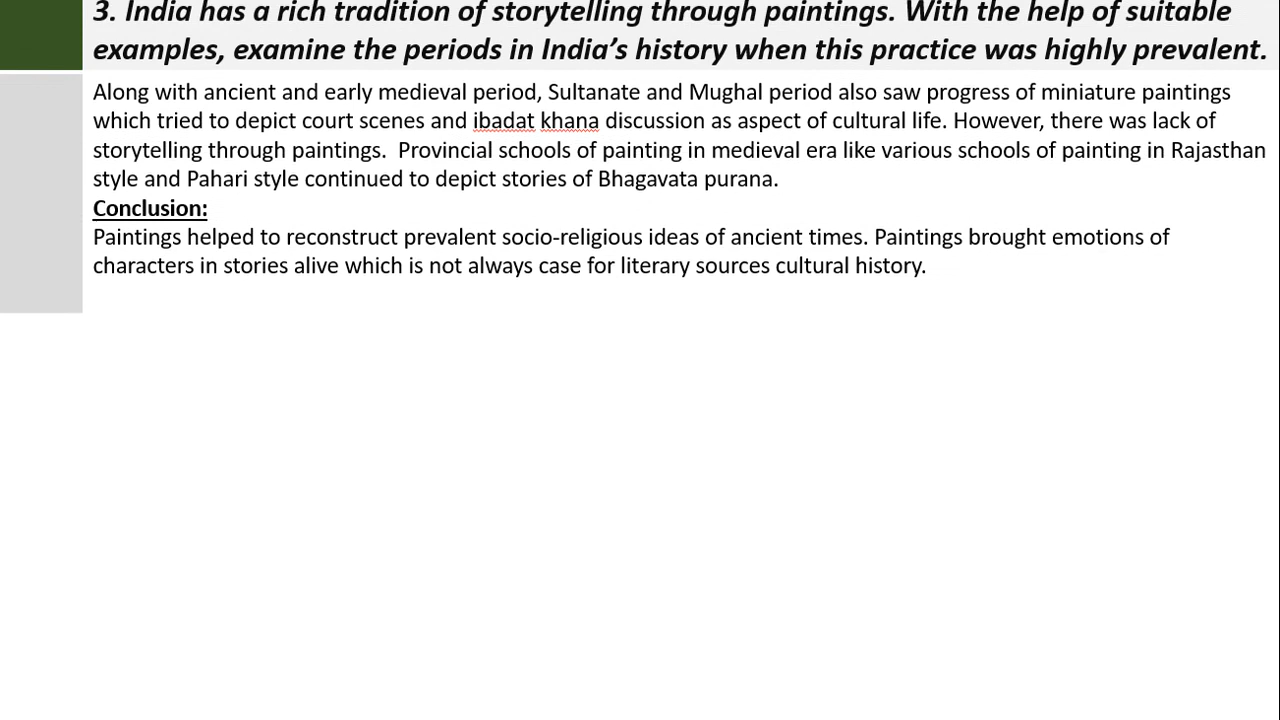 3. India has a rich tradition of storytelling through paintings. With the help of suitable
examples, examine the periods in India’s history when this practice was highly prevalent.
Along with ancient and early medieval period, Sultanate and Mughal period also saw progress of miniature paintings
which tried to depict court scenes and ibadat khana discussion as aspect of cultural life. However, there was lack of
storytelling through paintings.  Provincial schools of painting in medieval era like various schools of painting in Rajasthan
style and Pahari style continued to depict stories of Bhagavata purana.
Conclusion:
Paintings helped to reconstruct prevalent socio-religious ideas of ancient times. Paintings brought emotions of
characters in stories alive which is not always case for literary sources cultural history.